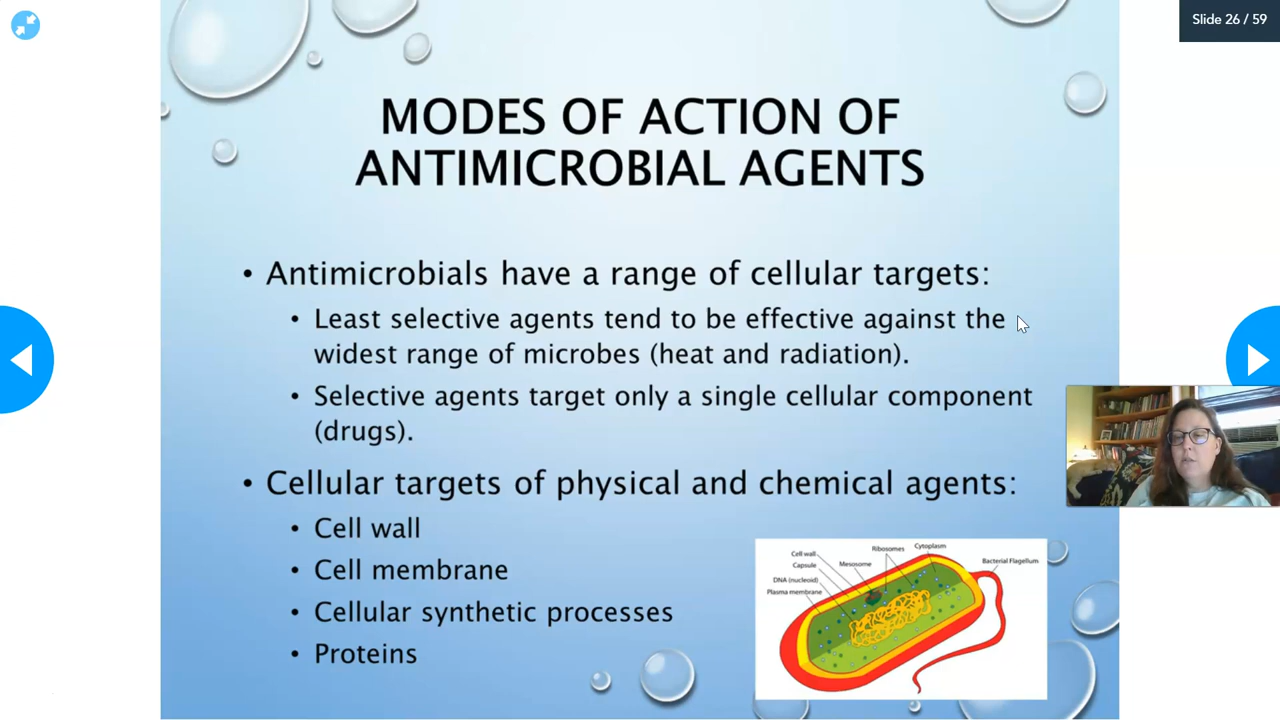 Slide 26 / 59
MODES OF ACTION OF
ANTIMICROBIAL AGENTS
• Antimicrobials have a range of cellular targets:
• Least selective agents tend to be effective against the
widest range of microbes (heat and radiation).
• Selective agents target only a single cellular component
(drugs).
• Cellular targets of physical and chemical agents:
• Cell wall
• Cell membrane
• Cellular synthetic processes
• Proteins
Cell wall
Capsule
DNA (nucleoid)
Plasma membrane
Mesosome
Ribosomes
Cytoplasm
Bacterial Flagellum